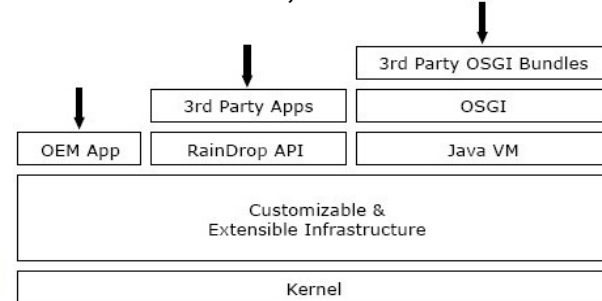 3rd Party OSGI Bundles
3rd Party Apps
OSGI
OEM App
RainDrop API
Java VM
Customizable &
Extensible Infrastructure
Kernel